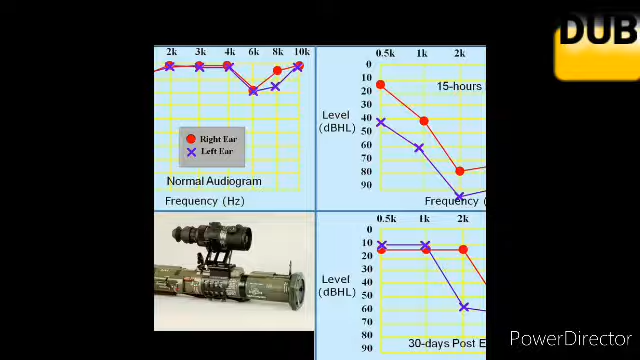 DUB
2k 3k 4k 6k 8k 10k
Right Ear
Left Ear
Normal Audiogram
Frequency (Hz)
0.5k 1k 2k
0
10
20
30
40
50
60
70
80
90
Level
(dBHL)
15-hours
Frequency (
0.5k 1k 2k
0
10
20
30
40
50
60
70
80
90
Level
(dBHL)
30-days Post E
PowerDirector